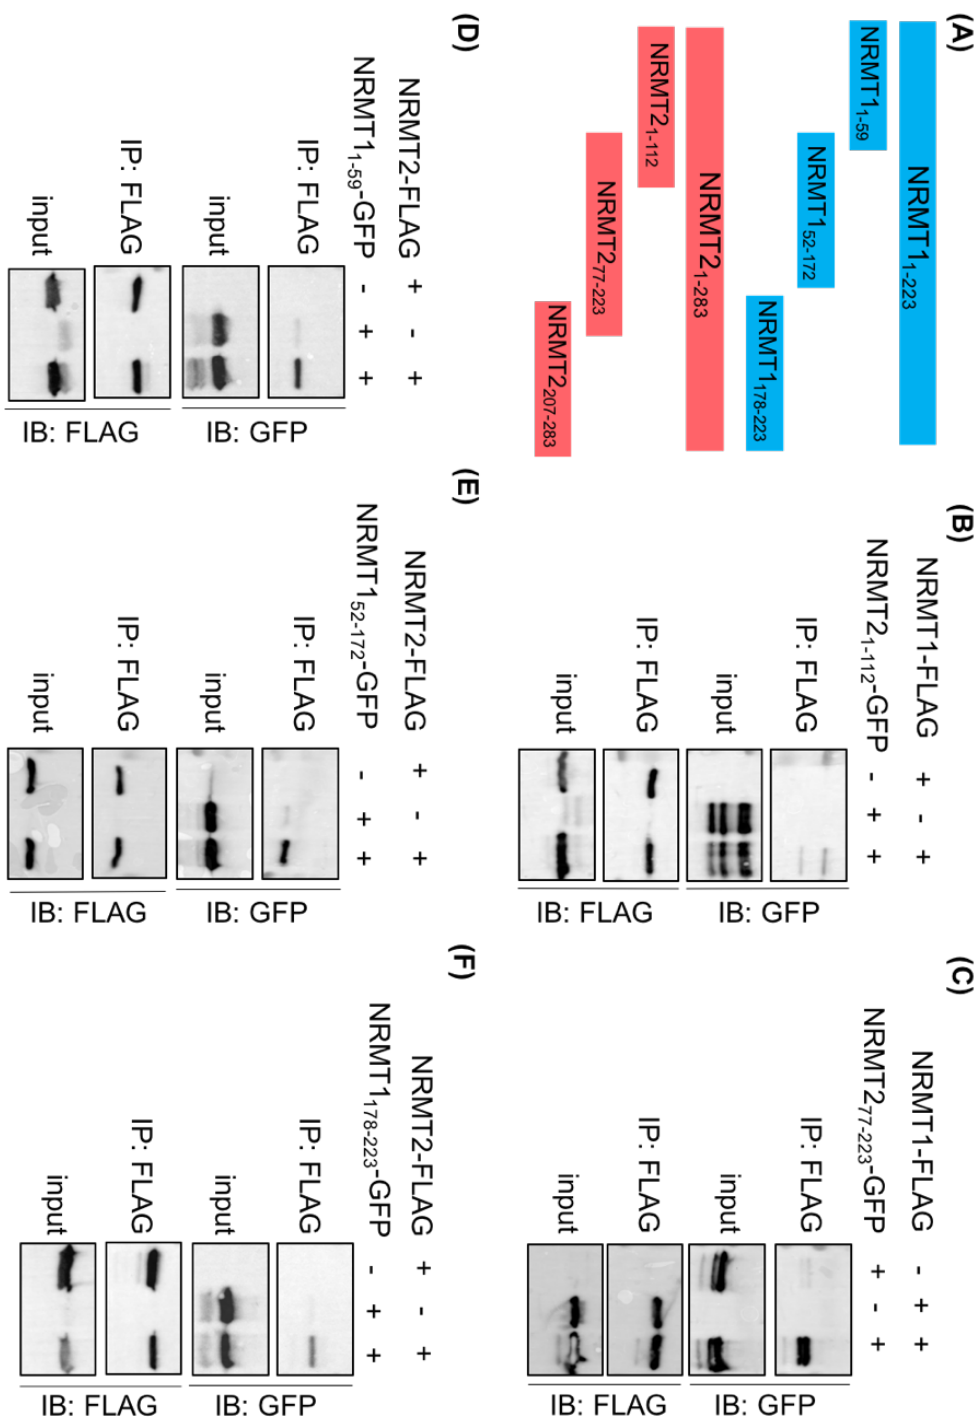 (A)
NRMT1₁₋₂₂₃
NRMT1₁₋₅₉
NRMT1₅₂₋₁₇₂
NRMT1₁₇₈₋₂₂₃
NRMT2₁₋₂₈₃
NRMT2₁₋₁₁₂
NRMT2₇₇₋₂₂₃
NRMT2₂₀₇₋₂₈₃
(B)
NRMT1-FLAG + - +
NRMT2₁₋₁₁₂-GFP - + +
input
IB: GFP
IP: FLAG
input
IB: FLAG
(C)
NRMT1-FLAG - + +
NRMT2₇₇₋₂₂₃-GFP + - +
IP: FLAG
input
IB: GFP
IP: FLAG
input
IB: FLAG
(D)
NRMT2-FLAG + - +
NRMT1₁₋₅₉-GFP - + +
IP: FLAG
input
IB: GFP
IP: FLAG
input
IB: FLAG
(E)
NRMT2-FLAG + - +
NRMT1₅₂₋₁₇₂-GFP - + +
IP: FLAG
input
IB: GFP
IP: FLAG
input
IB: FLAG
(F)
NRMT2-FLAG + - +
NRMT1₁₇₈₋₂₂₃-GFP - + +
IP: FLAG
input
IB: GFP
IP: FLAG
input
IB: FLAG